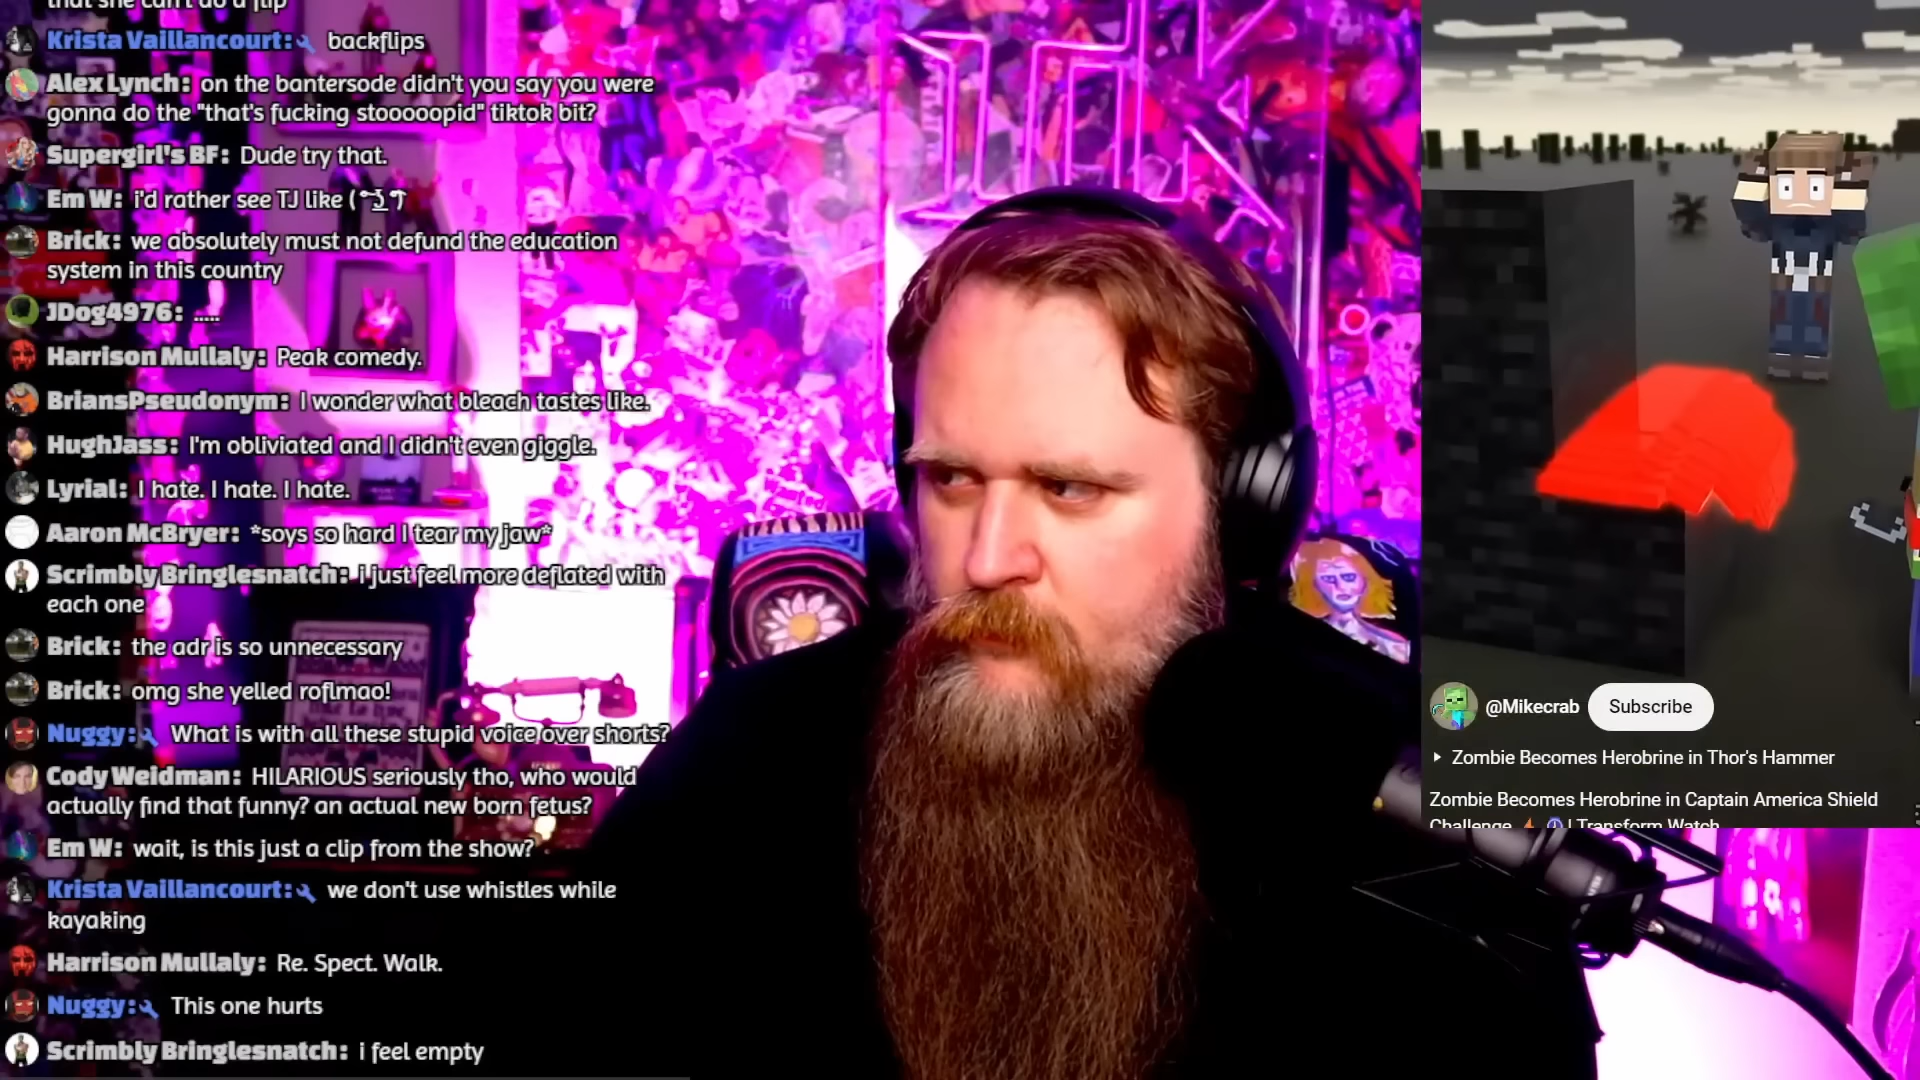 that she can't do a flip
Krista Vaillancourt: backflips
Alex Lynch: on the bantersode didn't you say you were
gonna do the "that's fucking stooooopid" tiktok bit?
Supergirl's BF: Dude try that.
Em W: i'd rather see TJ like ( ͡° ͜ʖ ͡°
Brick: we absolutely must not defund the education
system in this country
JDog4976: .....
Harrison Mullaly: Peak comedy.
BriansPseudonym: I wonder what bleach tastes like.
HughJass: I'm obliviated and I didn't even giggle.
Lyrial: I hate. I hate. I hate.
Aaron McBryer: *soys so hard I tear my jaw*
Scrimbly Bringlesnatch: i just feel more deflated with
each one
Brick: the adr is so unnecessary
Brick: omg she yelled roflmao!
Nuggy: What is with all these stupid voice over shorts?
Cody Weidman: HILARIOUS seriously tho, who would
actually find that funny? an actual new born fetus?
Em W: wait, is this just a clip from the show?
Krista Vaillancourt: we don't use whistles while
kayaking
Harrison Mullaly: Re. Spect. Walk.
Nuggy: This one hurts
Scrimbly Bringlesnatch: i feel empty
@Mikecrab Subscribe
Zombie Becomes Herobrine in Thor's Hammer
Zombie Becomes Herobrine in Captain America Shield
Challenge | Transform Watch